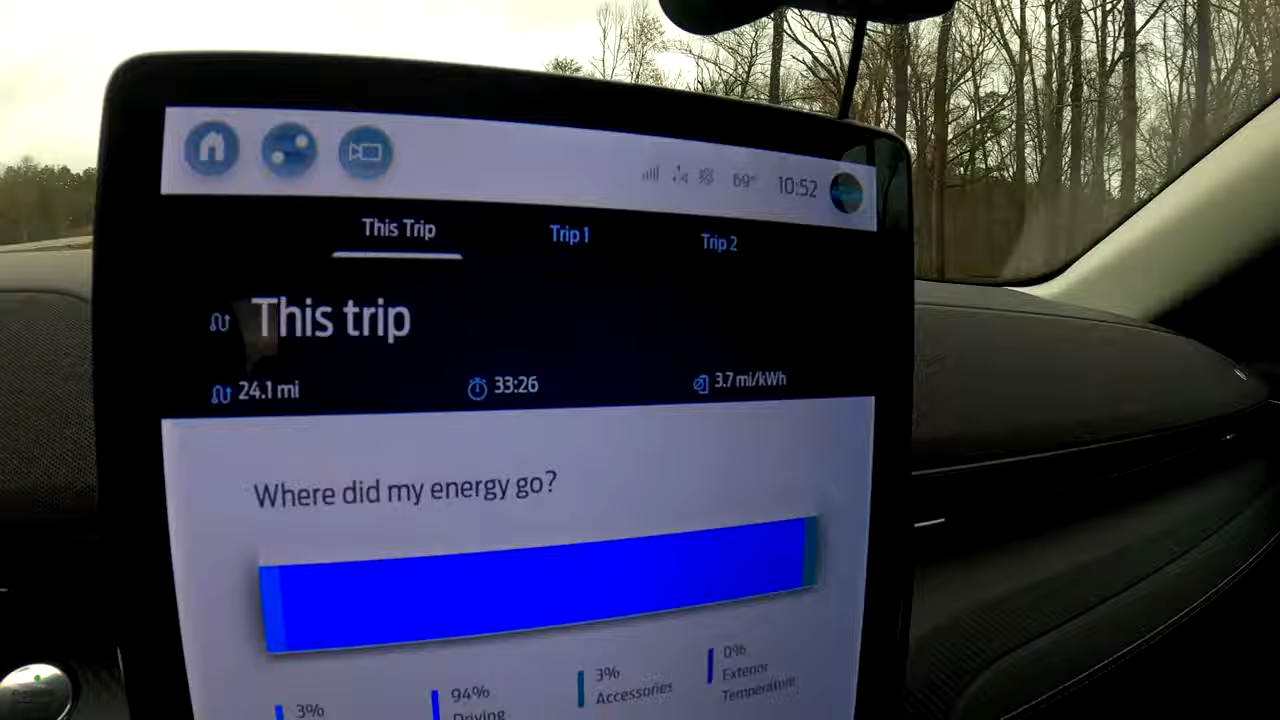 69° 10:52
This Trip Trip 1 Trip 2
This trip
24.1 mi 33:26 3.7 mi/kWh
Where did my energy go?
3% 94% 3% 0%
Driving Accessories Exterior
Temperature